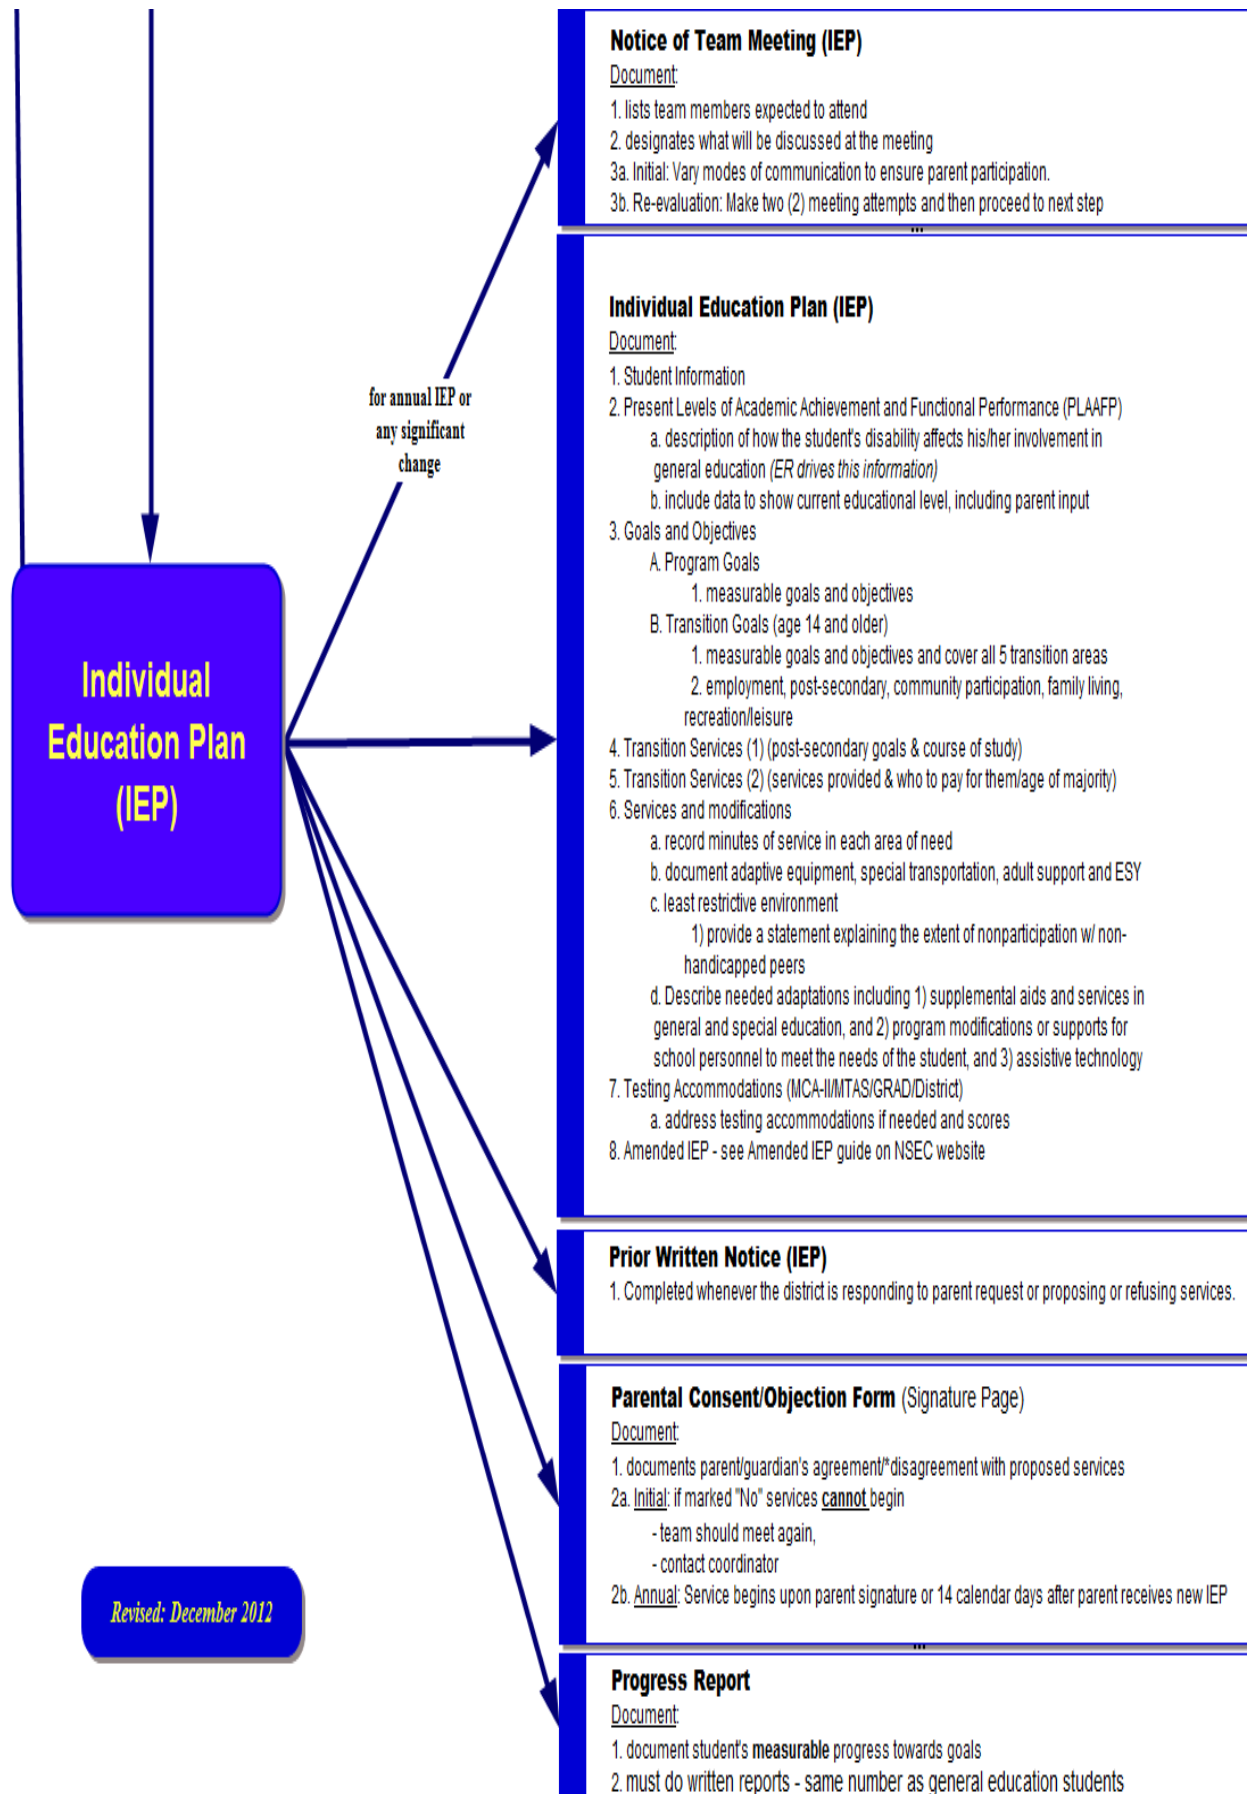 Notice of Team Meeting (IEP)
Document:
1. lists team members expected to attend
2. designates what will be discussed at the meeting
3a. Initial: Vary modes of communication to ensure parent participation.
3b. Re-evaluation: Make two (2) meeting attempts and then proceed to next step
...
for annual IEP or
any significant
change
Individual
Education Plan
(IEP)
Individual Education Plan (IEP)
Document:
1. Student Information
2. Present Levels of Academic Achievement and Functional Performance (PLAAFP)
a. description of how the student's disability affects his/her involvement in
general education (ER drives this information)
b. include data to show current educational level, including parent input
3. Goals and Objectives
A. Program Goals
1. measurable goals and objectives
B. Transition Goals (age 14 and older)
1. measurable goals and objectives and cover all 5 transition areas
2. employment, post-secondary, community participation, family living,
recreation/leisure
4. Transition Services (1) (post-secondary goals & course of study)
5. Transition Services (2) (services provided & who to pay for them/age of majority)
6. Services and modifications
a. record minutes of service in each area of need
b. document adaptive equipment, special transportation, adult support and ESY
c. least restrictive environment
1) provide a statement explaining the extent of nonparticipation w/ non-
handicapped peers
d. Describe needed adaptations including 1) supplemental aids and services in
general and special education, and 2) program modifications or supports for
school personnel to meet the needs of the student, and 3) assistive technology
7. Testing Accommodations (MCA-II/MTAS/GRAD/District)
a. address testing accommodations if needed and scores
8. Amended IEP - see Amended IEP guide on NSEC website
Prior Written Notice (IEP)
1. Completed whenever the district is responding to parent request or proposing or refusing services.
Parental Consent/Objection Form (Signature Page)
Document:
1. documents parent/guardian's agreement/*disagreement with proposed services
2a. Initial: if marked "No" services cannot begin
- team should meet again,
- contact coordinator
2b. Annual: Service begins upon parent signature or 14 calendar days after parent receives new IEP
...
Revised: December 2012
Progress Report
Document:
1. document student's measurable progress towards goals
2. must do written reports - same number as general education students